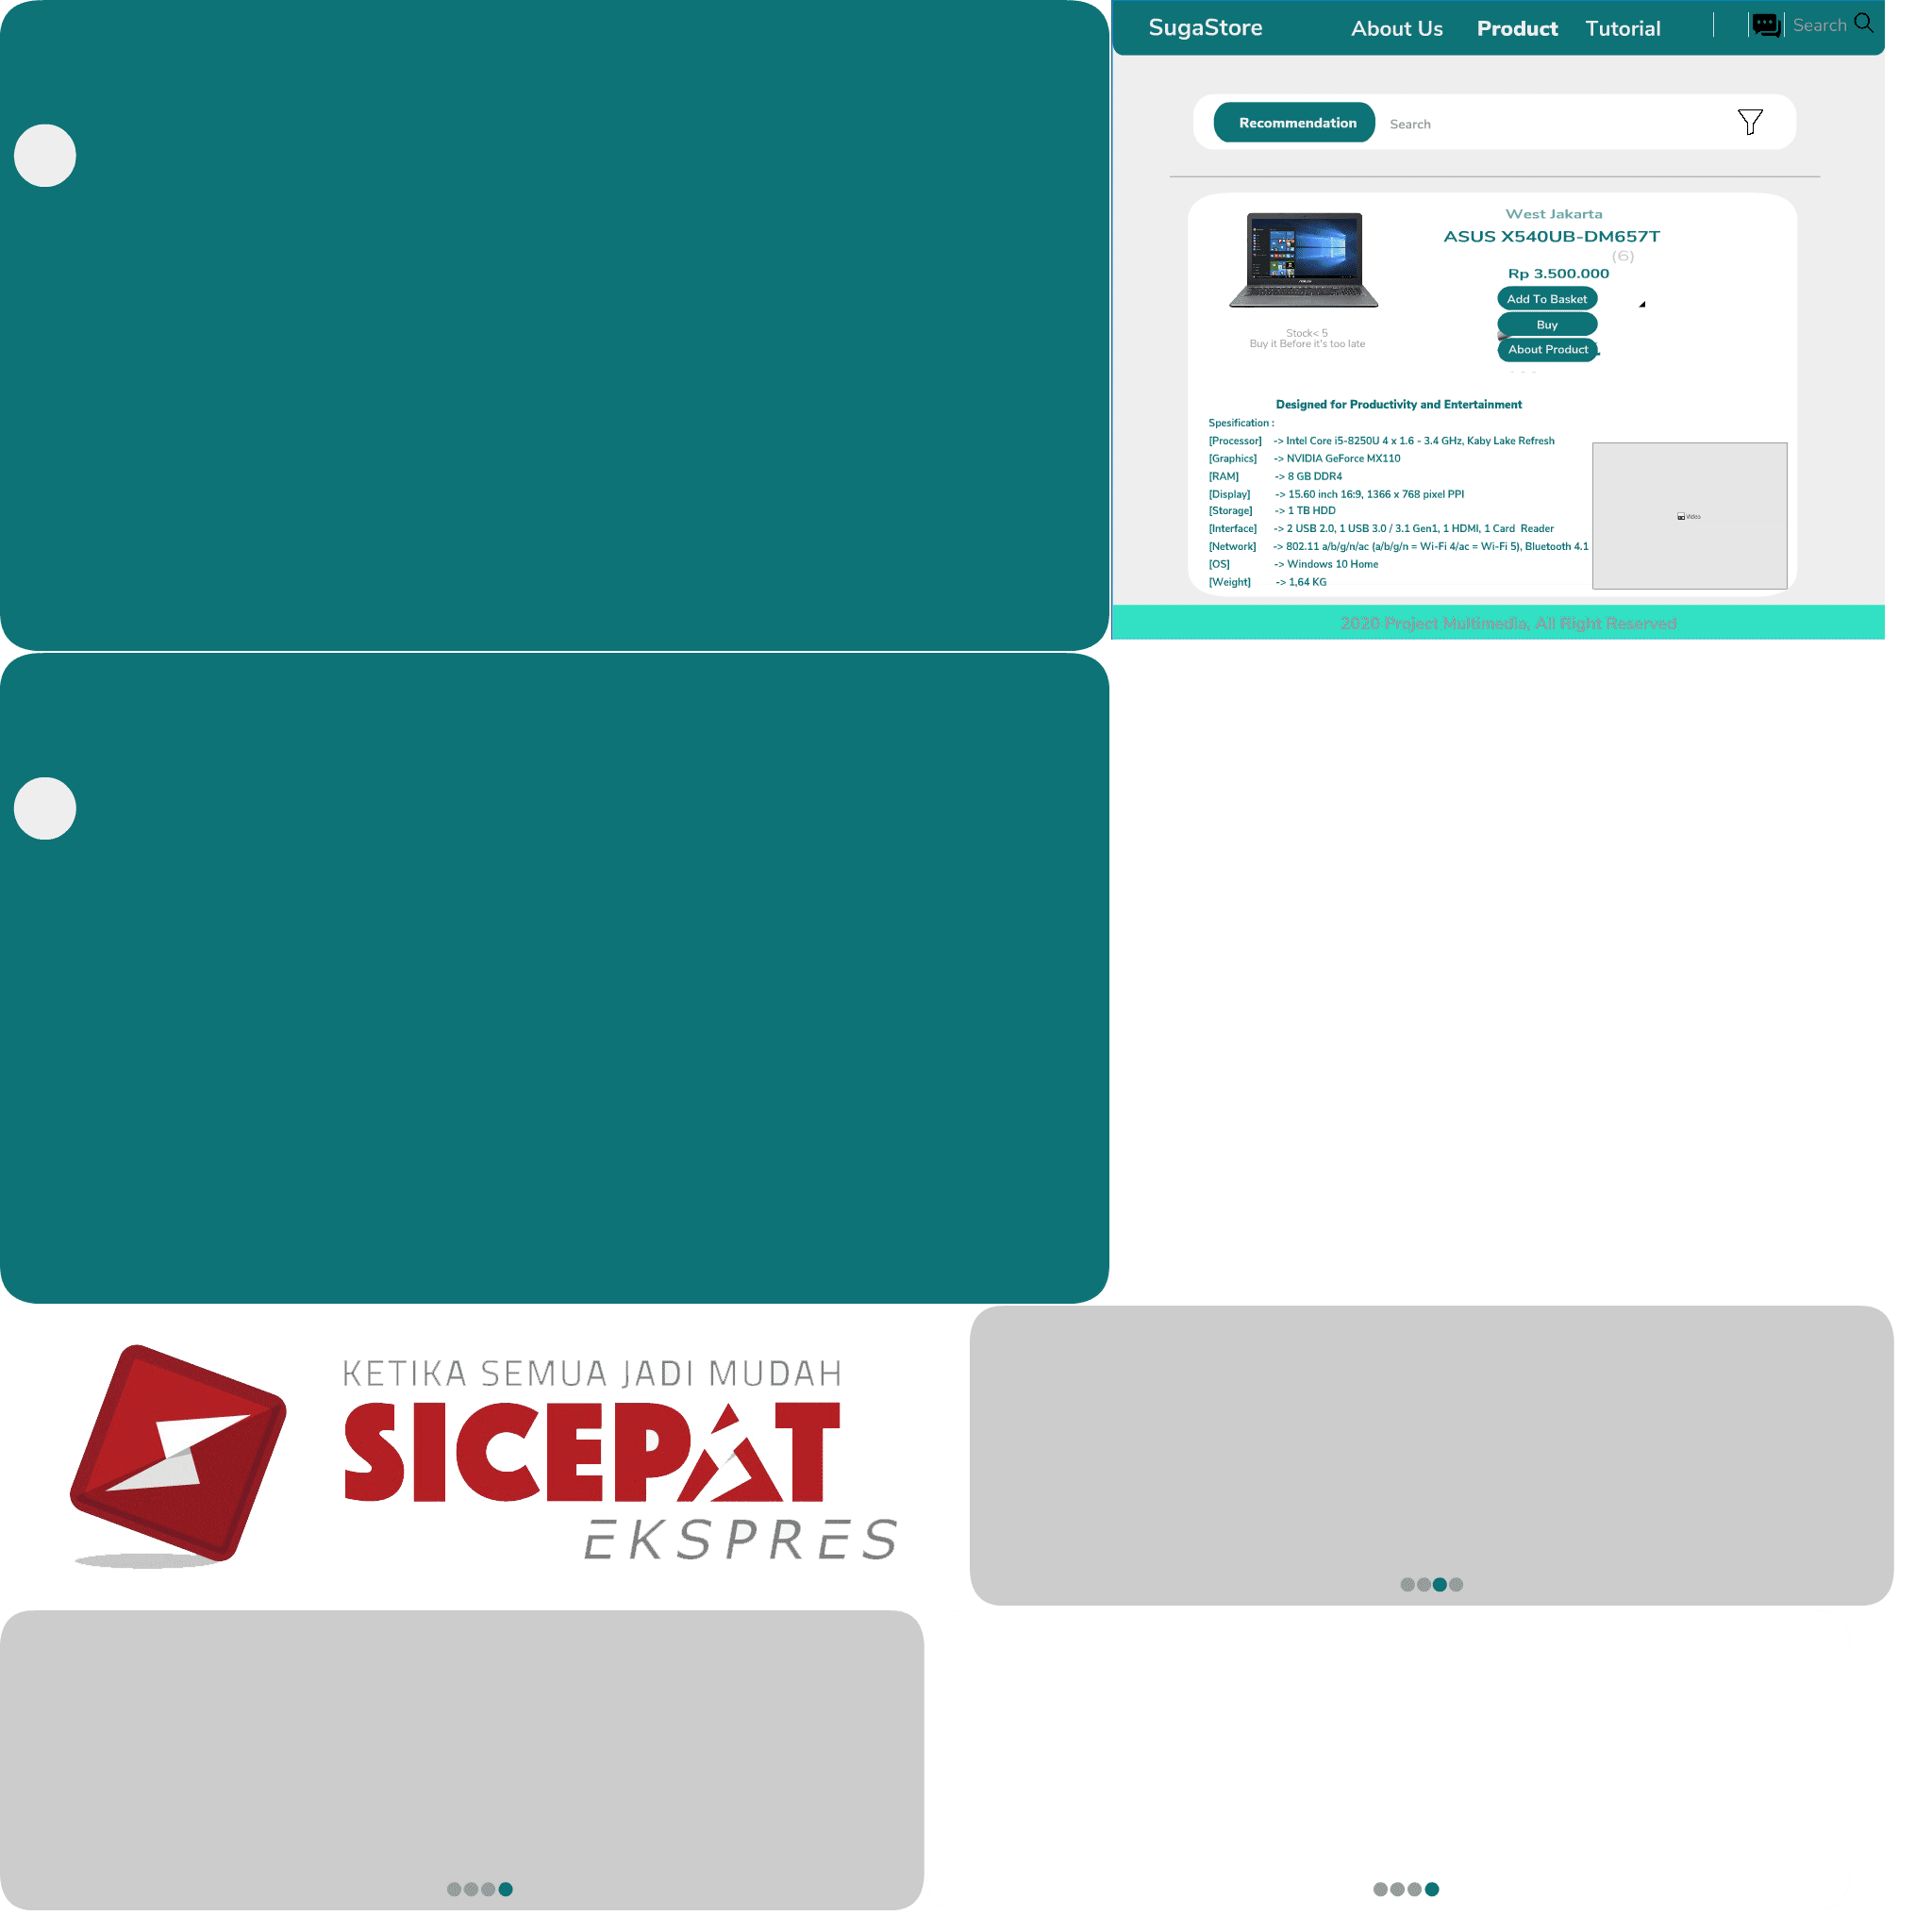 SugaStore About Us Product Tutorial Search
Recommendation Search
West Jakarta
ASUS X540UB-DM657T
(6)
Rp 3.500.000
Add To Basket
Buy
About Product
Stock< 5
Buy it Before it's too late
Designed for Productivity and Entertainment
Spesification :
[Processor] -> Intel Core i5-8250U 4 x 1.6 - 3.4 GHz, Kaby Lake Refresh
[Graphics] -> NVIDIA GeForce MX110
[RAM] -> 8 GB DDR4
[Display] -> 15.60 inch 16:9, 1366 x 768 pixel PPI
[Storage] -> 1 TB HDD
[Interface] -> 2 USB 2.0, 1 USB 3.0 / 3.1 Gen1, 1 HDMI, 1 Card Reader
[Network] -> 802.11 a/b/g/n/ac (a/b/g/n = Wi-Fi 4/ac = Wi-Fi 5), Bluetooth 4.1
[OS] -> Windows 10 Home
[Weight] -> 1,64 KG
Video
2020 Project Multimedia, All Right Reserved
KETIKA SEMUA JADI MUDAH
SICEPAT
EKSPRES